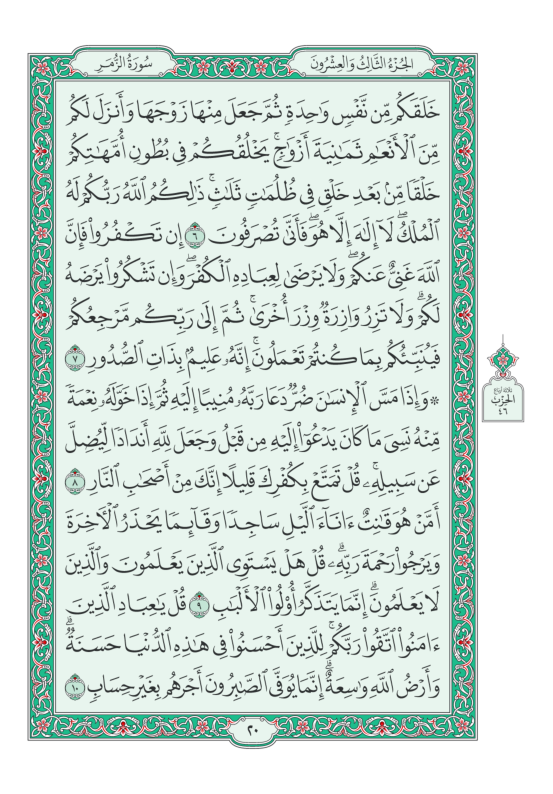 الجُزْءُ الثَّالِثُ وَالعِشْرُونَ
سُورَةُ الزُّمَرِ
خَلَقَكُم مِّن نَّفْسٖ وَٰحِدَةٖ ثُمَّ جَعَلَ مِنْهَا زَوْجَهَا وَأَنزَلَ لَكُم
مِّنَ ٱلْأَنْعَٰمِ ثَمَٰنِيَةَ أَزْوَٰجٖۚ يَخْلُقُكُمْ فِي بُطُونِ أُمَّهَٰتِكُمْ
خَلْقٗا مِّنۢ بَعْدِ خَلْقٖ فِي ظُلُمَٰتٖ ثَلَٰثٖۚ ذَٰلِكُمُ ٱللَّهُ رَبُّكُمْ لَهُ
ٱلْمُلْكُۖ لَآ إِلَٰهَ إِلَّا هُوَۖ فَأَنَّىٰ تُصْرَفُونَ ٦ إِن تَكْفُرُواْ فَإِنَّ
ٱللَّهَ غَنِيٌّ عَنكُمْۖ وَلَا يَرْضَىٰ لِعِبَادِهِ ٱلْكُفْرَۖ وَإِن تَشْكُرُواْ يَرْضَهُ
لَكُمْۗ وَلَا تَزِرُ وَازِرَةٞ وِزْرَ أُخْرَىٰۚ ثُمَّ إِلَىٰ رَبِّكُم مَّرْجِعُكُمْ
فَيُنَبِّئُكُم بِمَا كُنتُمْ تَعْمَلُونَۚ إِنَّهُۥ عَلِيمُۢ بِذَاتِ ٱلصُّدُورِ ٧
۞ وَإِذَا مَسَّ ٱلْإِنسَٰنَ ضُرّٞ دَعَا رَبَّهُۥ مُنِيبًا إِلَيْهِ ثُمَّ إِذَا خَوَّلَهُۥ نِعْمَةٗ
مِّنْهُ نَسِيَ مَا كَانَ يَدْعُوٓاْ إِلَيْهِ مِن قَبْلُ وَجَعَلَ لِلَّهِ أَندَادٗا لِّيُضِلَّ
عَن سَبِيلِهِۦۚ قُلْ تَمَتَّعْ بِكُفْرِكَ قَلِيلًا إِنَّكَ مِنْ أَصْحَٰبِ ٱلنَّارِ ٨
أَمَّنْ هُوَ قَٰنِتٌ ءَانَآءَ ٱلَّيْلِ سَاجِدٗا وَقَآئِمٗا يَحْذَرُ ٱلْأٓخِرَةَ
وَيَرْجُواْ رَحْمَةَ رَبِّهِۦۗ قُلْ هَلْ يَسْتَوِي ٱلَّذِينَ يَعْلَمُونَ وَٱلَّذِينَ
لَا يَعْلَمُونَۗ إِنَّمَا يَتَذَكَّرُ أُوْلُواْ ٱلْأَلْبَٰبِ ٩ قُلْ يَٰعِبَادِ ٱلَّذِينَ
ءَامَنُواْ ٱتَّقُواْ رَبَّكُمْۚ لِلَّذِينَ أَحْسَنُواْ فِي هَٰذِهِ ٱلدُّنْيَا حَسَنَةٞۗ
وَأَرْضُ ٱللَّهِ وَٰسِعَةٌۗ إِنَّمَا يُوَفَّى ٱلصَّٰبِرُونَ أَجْرَهُم بِغَيْرِ حِسَابٖ ١٠
ثلاثة أرباع
الحِزْبِ
٤٦
٢٠